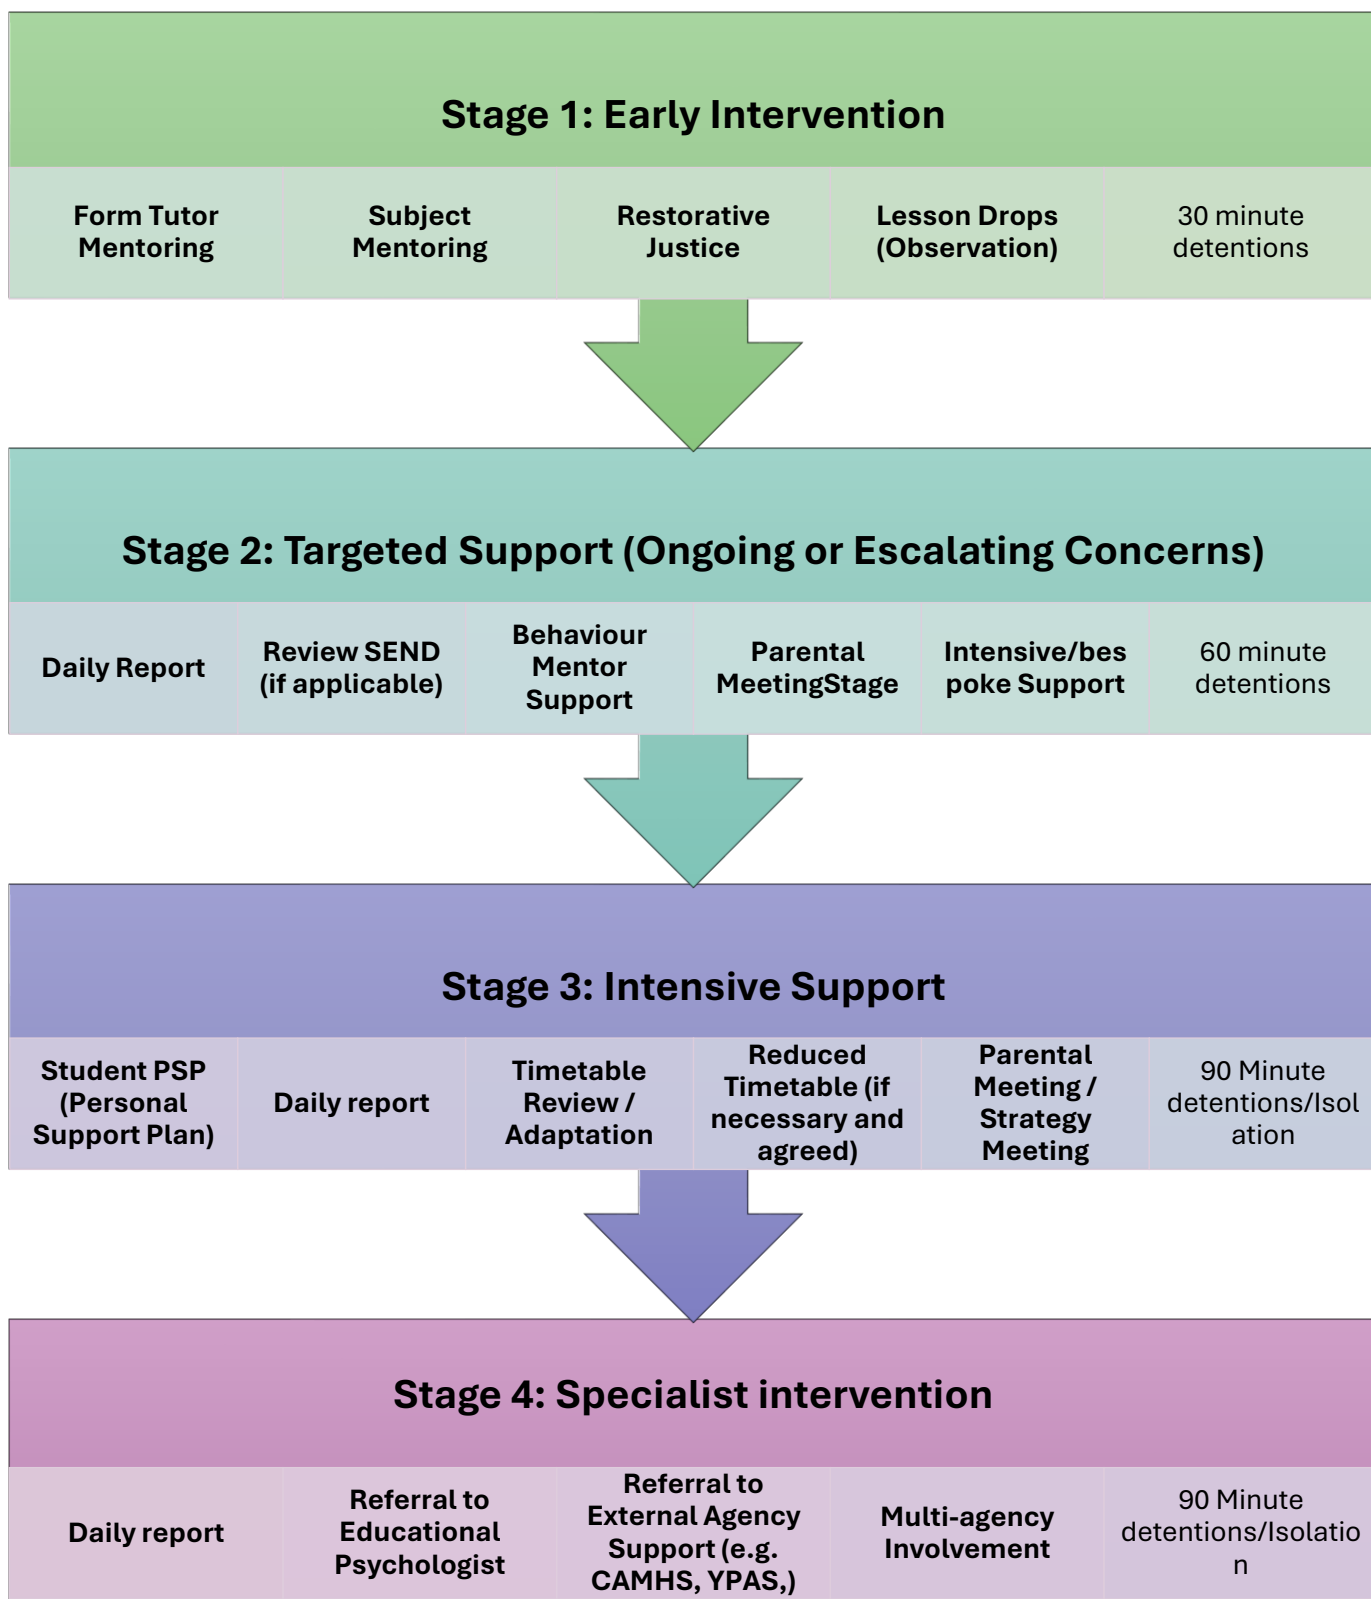 Stage 1: Early Intervention
Form Tutor
Mentoring
Subject
Mentoring
Restorative
Justice
Lesson Drops
(Observation)
30 minute
detentions
Stage 2: Targeted Support (Ongoing or Escalating Concerns)
Daily Report
Review SEND
(if applicable)
Behaviour
Mentor
Support
Parental
MeetingStage
Intensive/bes
poke Support
60 minute
detentions
Stage 3: Intensive Support
Student PSP
(Personal
Support Plan)
Daily report
Timetable
Review /
Adaptation
Reduced
Timetable (if
necessary and
agreed)
Parental
Meeting /
Strategy
Meeting
90 Minute
detentions/Isol
ation
Stage 4: Specialist intervention
Daily report
Referral to
Educational
Psychologist
Referral to
External Agency
Support (e.g.
CAMHS, YPAS,)
Multi-agency
Involvement
90 Minute
detentions/Isolatio
n